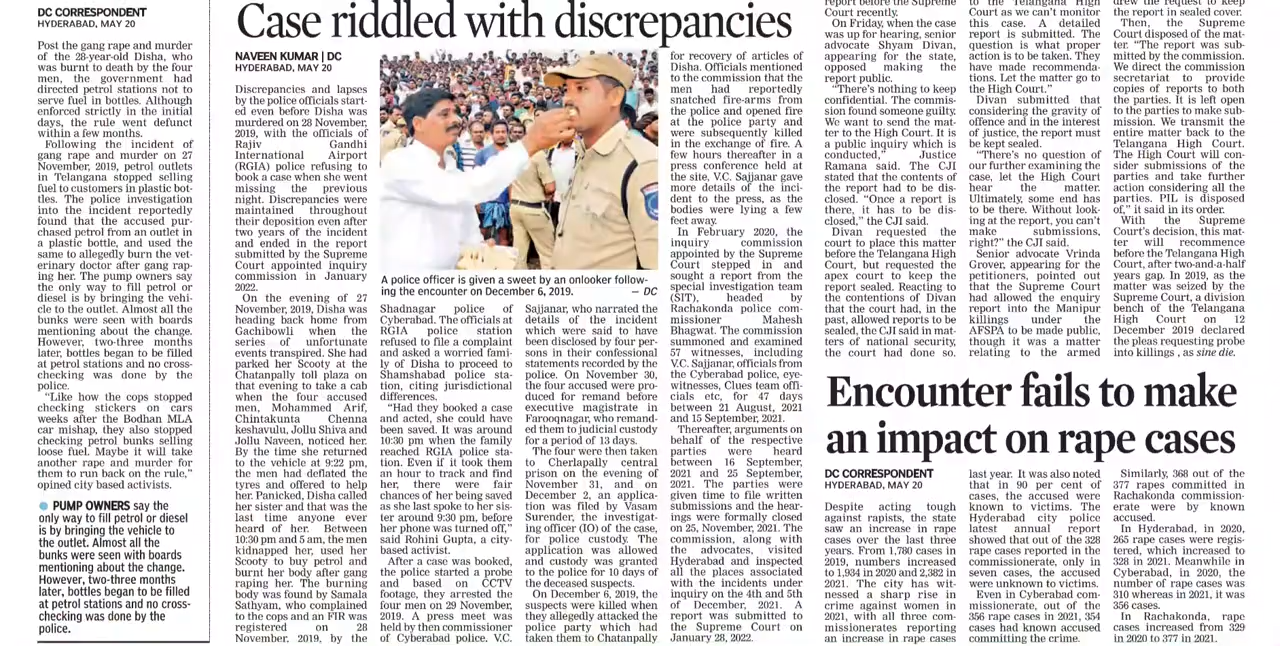 DC CORRESPONDENT
HYDERABAD, MAY 20
Post the gang rape and murder
of the 28-year-old Disha, who
was burnt to death by the four
men, the government had
directed petrol stations not to
serve fuel in bottles. Although
enforced strictly in the initial
days, the rule went defunct
within a few months.
Following the incident of
gang rape and murder on 27
November, 2019, petrol outlets
in Telangana stopped selling
fuel to customers in plastic bot-
tles. The police investigation
into the incident reportedly
found that the accused pur-
chased petrol from an outlet in
a plastic bottle, and used the
same to allegedly burn the vet-
erinary doctor after gang rap-
ing her. The pump owners say
the only way to fill petrol or
diesel is by bringing the vehi-
cle to the outlet. Almost all the
bunks were seen with boards
mentioning about the change.
However, two-three months
later, bottles began to be filled
at petrol stations and no cross-
checking was done by the
police.
"Like how the cops stopped
checking stickers on cars
weeks after the Bodhan MLA
car mishap, they also stopped
checking petrol bunks selling
loose fuel. Maybe it will take
another rape and murder for
them to run back on the rule,"
opined city based activists.
● PUMP OWNERS say the
only way to fill petrol or diesel
is by bringing the vehicle to
the outlet. Almost all the
bunks were seen with boards
mentioning about the change.
However, two-three months
later, bottles began to be filled
at petrol stations and no cross-
checking was done by the
police.
Case riddled with discrepancies
NAVEEN KUMAR | DC
HYDERABAD, MAY 20
Discrepancies and lapses
by the police officials start-
ed even before Disha was
murdered on 28 November,
2019, with the officials of
Rajiv Gandhi
International Airport
(RGIA) police refusing to
book a case when she went
missing the previous
night. Discrepancies were
maintained throughout
their deposition even after
two years of the incident
and ended in the report
submitted by the Supreme
Court appointed inquiry
commission in January
2022.
On the evening of 27
November, 2019, Disha was
heading back home from
Gachibowli when the
series of unfortunate
events transpired. She had
parked her Scooty at the
Chatanpally toll plaza on
that evening to take a cab
when the four accused
men, Mohammed Arif,
Chintakunta Chenna
keshavulu, Jollu Shiva and
Jollu Naveen, noticed her.
By the time she returned
to the vehicle at 9:22 pm,
the men had deflated the
tyres and offered to help
her. Panicked, Disha called
her sister and that was the
last time anyone ever
heard of her. Between
10:30 pm and 5 am, the men
kidnapped her, used her
Scooty to buy petrol and
burnt her body after gang
raping her. The burning
body was found by Samala
Sathyam, who complained
to the cops and an FIR was
registered on 28
November, 2019, by the
A police officer is given a sweet by an onlooker follow-
ing the encounter on December 6, 2019. — DC
Shadnagar police of
Cyberabad. The officials at
RGIA police station
refused to file a complaint
and asked a worried fami-
ly of Disha to proceed to
Shamshabad police sta-
tion, citing jurisdictional
differences.
"Had they booked a case
and acted, she could have
been saved. It was around
10:30 pm when the family
reached RGIA police sta-
tion. Even if it took them
an hour to track and find
her, there were fair
chances of her being saved
as she last spoke to her sis-
ter around 9:30 pm, before
her phone was turned off,"
said Rohini Gupta, a city-
based activist.
After a case was booked,
the police started a probe
and based on CCTV
footage, they arrested the
four men on 29 November,
2019. A press meet was
held by then commissioner
of Cyberabad police, V.C.
Sajjanar, who narrated the
details of the incident
which were said to have
been disclosed by four per-
sons in their confessional
statements recorded by the
police. On November 30,
the four accused were pro-
duced for remand before
executive magistrate in
Farooqnagar, who remand-
ed them to judicial custody
for a period of 13 days.
The four were then taken
to Cherlapally central
prison on the evening of
November 31, and on
December 2, an applica-
tion was filed by Vasam
Surender, the investigat-
ing officer (IO) of the case,
for police custody. The
application was allowed
and custody was granted
to the police for 10 days of
the deceased suspects.
On December 6, 2019, the
suspects were killed when
they allegedly attacked the
police party which had
taken them to Chatanpally
for recovery of articles of
Disha. Officials mentioned
to the commission that the
men had reportedly
snatched fire-arms from
the police and opened fire
at the police party and
were subsequently killed
in the exchange of fire. A
few hours thereafter in a
press conference held at
the site, V.C. Sajjanar gave
more details of the inci-
dent to the press, as the
bodies were lying a few
feet away.
In February 2020, the
inquiry commission
appointed by the Supreme
Court stepped in and
sought a report from the
special investigation team
(SIT), headed by
Rachakonda police com-
missioner Mahesh
Bhagwat. The commission
summoned and examined
57 witnesses, including
V.C. Sajjanar, officials from
the Cyberabad police, eye-
witnesses, Clues team offi-
cials etc, for 47 days
between 21 August, 2021
and 15 September, 2021.
Thereafter, arguments on
behalf of the respective
parties were heard
between 16 September,
2021 and 25 September,
2021. The parties were
given time to file written
submissions and the hear-
ings were formally closed
on 25, November, 2021. The
commission, along with
the advocates, visited
Hyderabad and inspected
all the places associated
with the incidents under
inquiry on the 4th and 5th
of December, 2021. A
report was submitted to
the Supreme Court on
January 28, 2022.
report before the Supreme
Court recently.
On Friday, when the case
was up for hearing, senior
advocate Shyam Divan,
appearing for the state,
opposed making the
report public.
"There's nothing to keep
confidential. The commis-
sion found someone guilty.
We want to send the mat-
ter to the High Court. It is
a public inquiry which is
conducted," Justice
Ramana said. The CJI
stated that the contents of
the report had to be dis-
closed. "Once a report is
there, it has to be dis-
closed," the CJI said.
Divan requested the
court to place this matter
before the Telangana High
Court, but requested the
apex court to keep the
report sealed. Reacting to
the contentions of Divan
that the court had, in the
past, allowed reports to be
sealed, the CJI said in mat-
ters of national security,
the court had done so.
to the Telangana High
Court as we can't monitor
this case. A detailed
report is submitted. The
question is what proper
action is to be taken. They
have made recommenda-
tions. Let the matter go to
the High Court."
Divan submitted that
considering the gravity of
offence and in the interest
of justice, the report must
be kept sealed.
"There's no question of
our further examining the
case, let the High Court
hear the matter.
Ultimately, some end has
to be there. Without look-
ing at the report, you can't
make submissions,
right?" the CJI said.
Senior advocate Vrinda
Grover, appearing for the
petitioners, pointed out
that the Supreme Court
had allowed the enquiry
report into the Manipur
killings under the
AFSPA to be made public,
though it was a matter
relating to the armed
drew the request to keep
the report in sealed cover.
Then, the Supreme
Court disposed of the mat-
ter. "The report was sub-
mitted by the commission.
We direct the commission
secretariat to provide
copies of reports to both
the parties. It is left open
to the parties to make sub-
mission. We transmit the
entire matter back to the
Telangana High Court.
The High Court will con-
sider submissions of the
parties and take further
action considering all the
parties. PIL is disposed
of," it said in its order.
With the Supreme
Court's decision, this mat-
ter will recommence
before the Telangana High
Court, after two-and-a-half
years gap. In 2019, as the
matter was seized by the
Supreme Court, a division
bench of the Telangana
High Court on 12
December 2019 declared
the pleas requesting probe
into killings , as sine die.
Encounter fails to make
an impact on rape cases
DC CORRESPONDENT
HYDERABAD, MAY 20
Despite acting tough
against rapists, the state
saw an increase in rape
cases over the last three
years. From 1,780 cases in
2019, numbers increased
to 1,934 in 2020 and 2,382 in
2021. The city has wit-
nessed a sharp rise in
crime against women in
2021, with all three com-
missionerates reporting
an increase in rape cases
last year. It was also noted
that in 90 per cent of
cases, the accused were
known to victims. The
Hyderabad city police
latest annual report
showed that out of the 328
rape cases reported in the
commissionerate, only in
seven cases, the accused
were unknown to victims.
Even in Cyberabad com-
missionerate, out of the
356 rape cases in 2021, 354
cases had known accused
committing the crime.
Similarly, 368 out of the
377 rapes committed in
Rachakonda commission-
erate were by known
accused.
In Hyderabad, in 2020,
265 rape cases were regis-
tered, which increased to
328 in 2021. Meanwhile in
Cyberabad, in 2020, the
number of rape cases was
310 whereas in 2021, it was
356 cases.
In Rachakonda, rape
cases increased from 329
in 2020 to 377 in 2021.